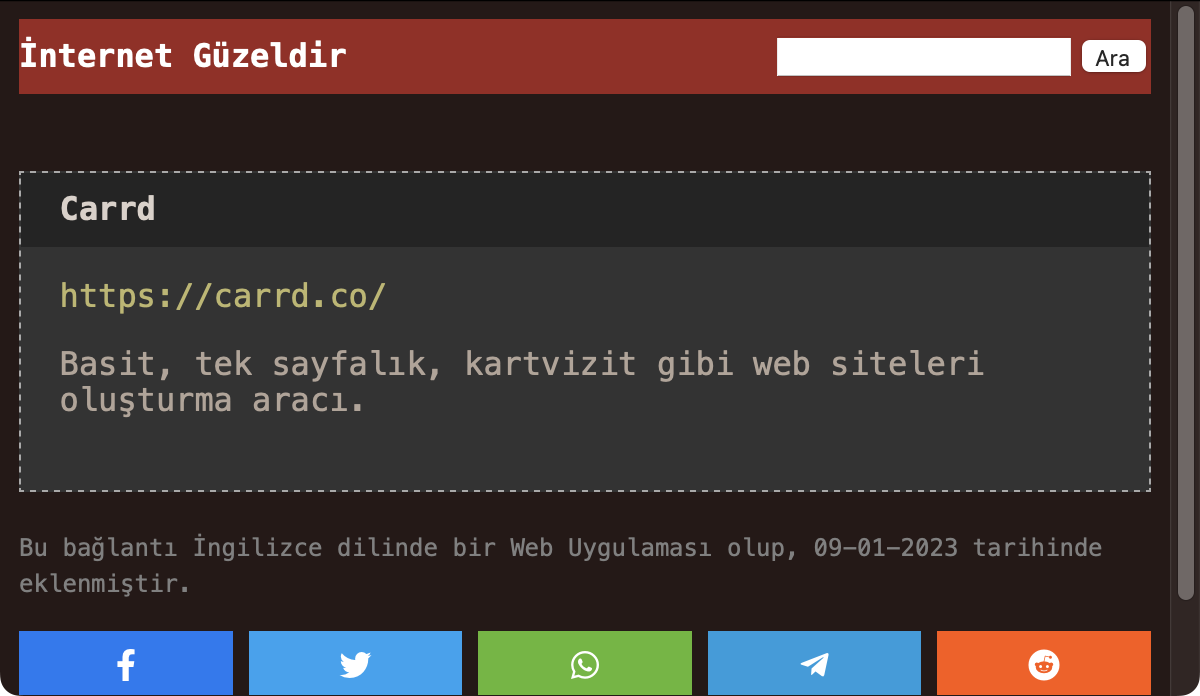 İnternet Güzeldir
Ara
Carrd
https://carrd.co/
Basit, tek sayfalık, kartvizit gibi web siteleri
oluşturma aracı.
Bu bağlantı İngilizce dilinde bir Web Uygulaması olup, 09-01-2023 tarihinde
eklenmiştir.